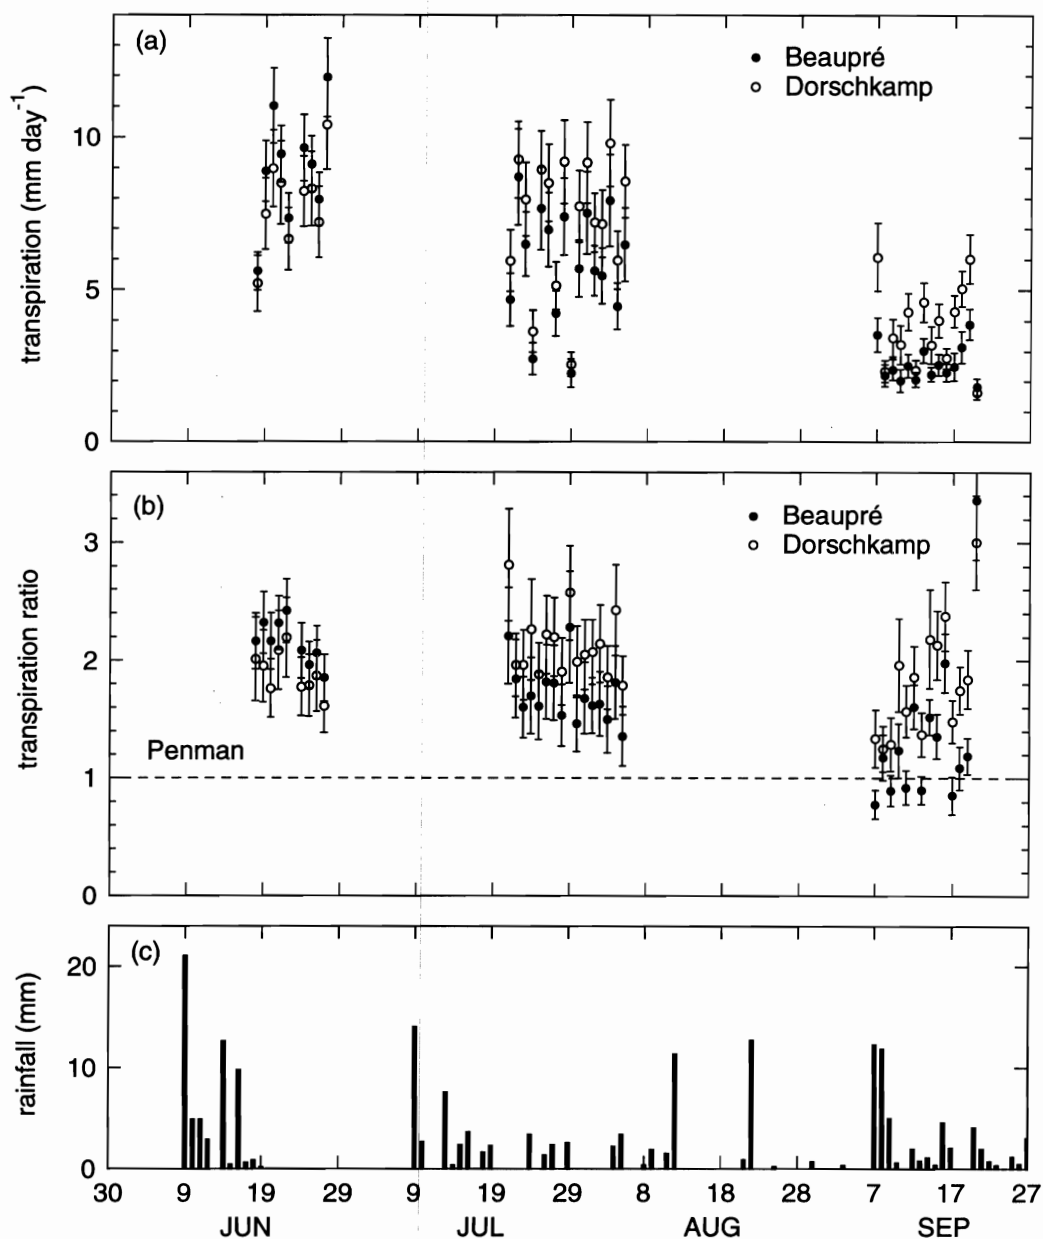 (a)
Beaupré
Dorschkamp
transpiration (mm day-1)
10
5
0
(b)
Beaupré
Dorschkamp
transpiration ratio
3
2
Penman
1
0
(c)
rainfall (mm)
20
10
0
30 9 19 29 9 19 29 8 18 28 7 17 27
JUN JUL AUG SEP